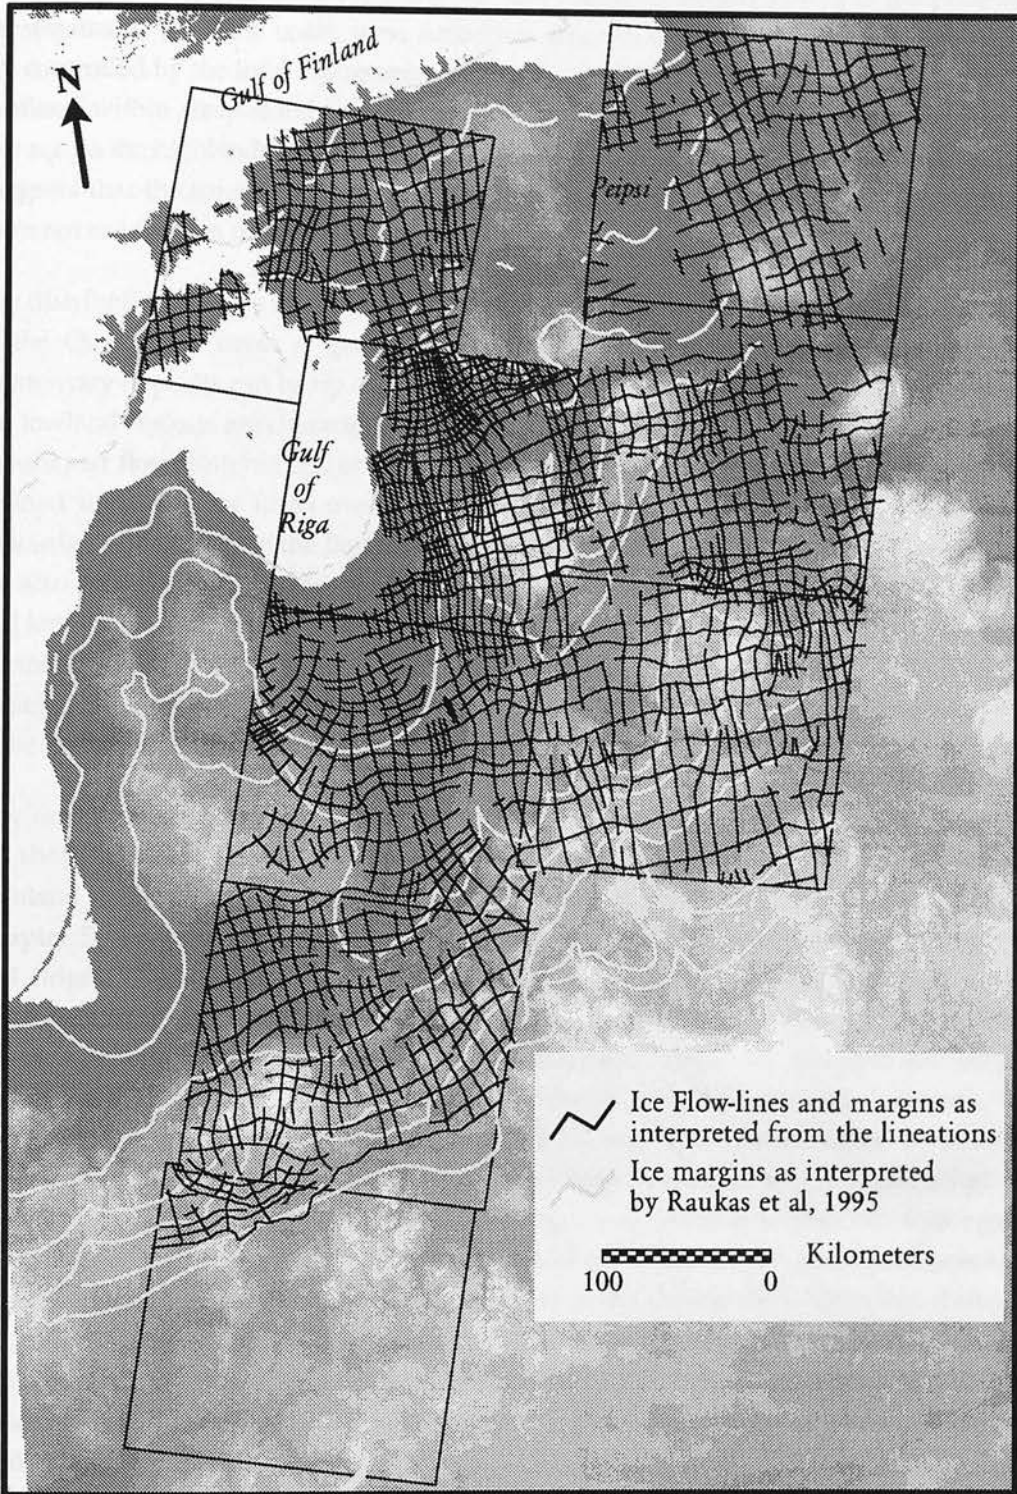 Gulf of Finland
N
Peipsi
Gulf
of
Riga
Ice Flow-lines and margins as
interpreted from the lineations
Ice margins as interpreted
by Raukas et al, 1995
Kilometers
100 0